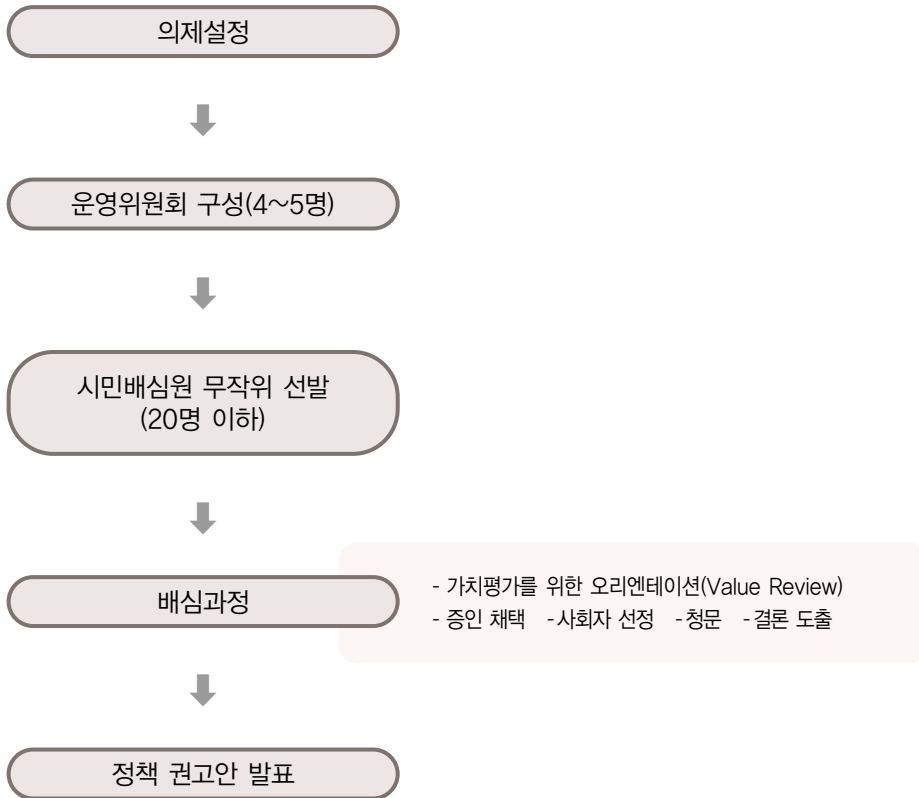 의제설정
운영위원회 구성(4~5명)
시민배심원 무작위 선발
(20명 이하)
배심과정
- 가치평가를 위한 오리엔테이션(Value Review)
- 증인 채택 -사회자 선정 -청문 -결론 도출
정책 권고안 발표